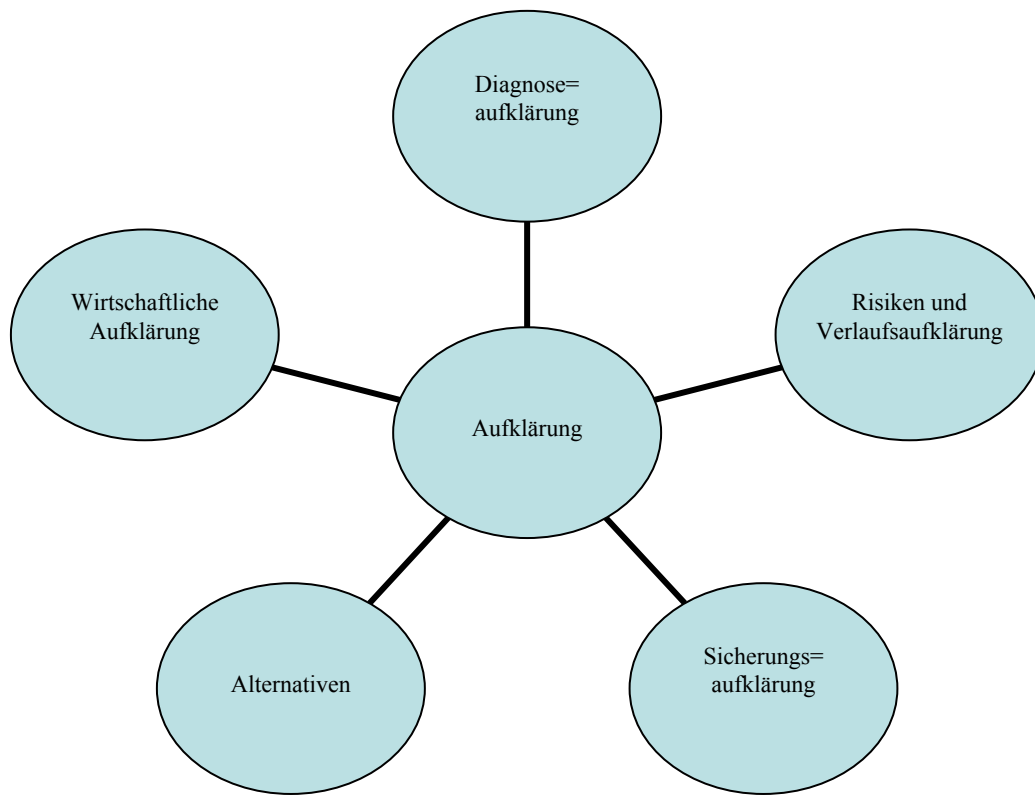 Diagnose=
aufklärung
Wirtschaftliche
Aufklärung
Risiken und
Verlaufsaufklärung
Aufklärung
Alternativen
Sicherungs=
aufklärung